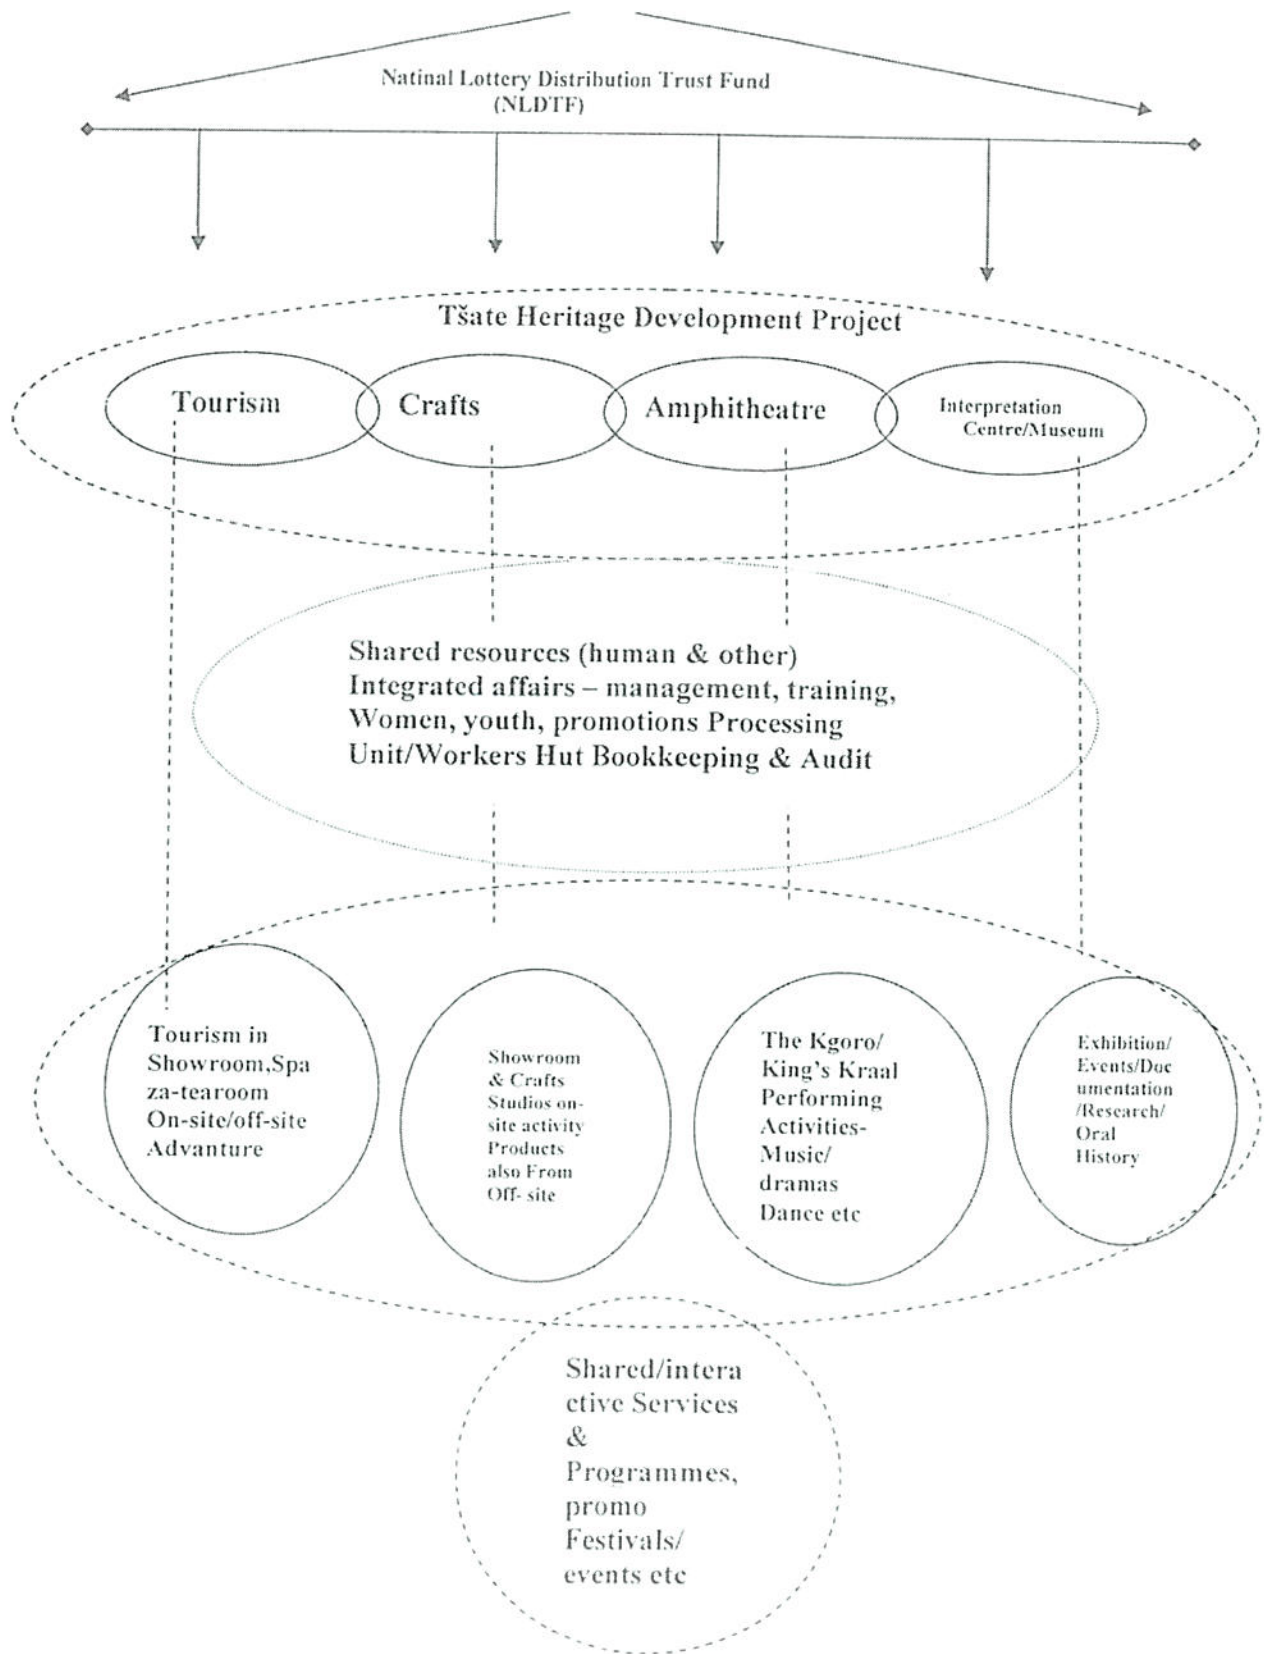 Natinal Lottery Distribution Trust Fund
(NLDTF)
Tšate Heritage Development Project
Tourism
Crafts
Amphitheatre
Interpretation
Centre/Museum
Shared resources (human & other)
Integrated affairs – management, training,
Women, youth, promotions Processing
Unit/Workers Hut Bookkeeping & Audit
Tourism in
Showroom,Spa
za-tearoom
On-site/off-site
Advanture
Showroom
& Crafts
Studios on-
site activity
Products
also From
Off- site
The Kgoro/
King's Kraal
Performing
Activities-
Music/
dramas
Dance etc
Exhibition/
Events/Doc
umentation
/Research/
Oral
History
Shared/intera
ctive Services
&
Programmes,
promo
Festivals/
events etc